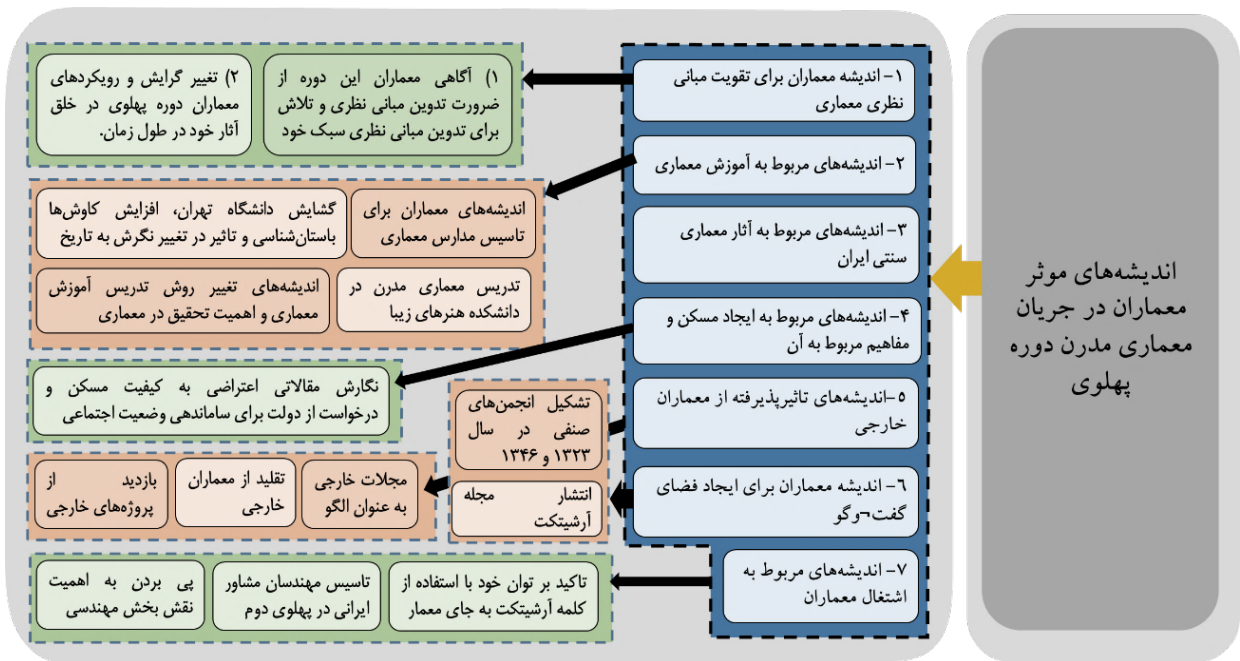 اندیشه‌های موثر
معماران در جریان
معماری مدرن دوره
پهلوی
۱- اندیشه معماران برای تقویت مبانی
نظری معماری
۲- اندیشه‌های مربوط به آموزش معماری
۳- اندیشه‌های مربوط به آثار معماری
سنتی ایران
۴- اندیشه‌های مربوط به ایجاد مسکن و
مفاهیم مربوط به آن
۵-اندیشه‌های تاثیرپذیرفته از معماران
خارجی
۶- اندیشه معماران برای ایجاد فضای
گفت¬وگو
۷- اندیشه‌های مربوط به
اشتغال معماران
۱) آگاهی معماران این دوره از
ضرورت تدوین مبانی نظری و تلاش
برای تدوین مبانی نظری سبک خود
۲) تغییر گرایش و رویکردهای
معماران دوره پهلوی در خلق
آثار خود در طول زمان.
اندیشه‌های معماران برای
تاسیس مدارس معماری
گشایش دانشگاه تهران، افزایش کاوش‌ها
باستان‌شناسی و تاثیر در تغییر نگرش به تاریخ
تدریس معماری مدرن در
دانشکده هنرهای زیبا
اندیشه‌های تغییر روش تدریس آموزش
معماری و اهمیت تحقیق در معماری
نگارش مقالاتی اعتراضی به کیفیت مسکن و
درخواست از دولت برای ساماندهی وضعیت اجتماعی
تشکیل انجمن‌های
صنفی در سال
۱۳۲۳ و ۱۳۴۶
انتشار مجله
آرشیتکت
مجلات خارجی
به عنوان الگو
تقلید از معماران
خارجی
بازدید از
پروژه‌های خارجی
تاکید بر توان خود با استفاده از
کلمه آرشیتکت به جای معمار
تاسیس مهندسان مشاور
ایرانی در پهلوی دوم
پی بردن به اهمیت
نقش بخش مهندسی